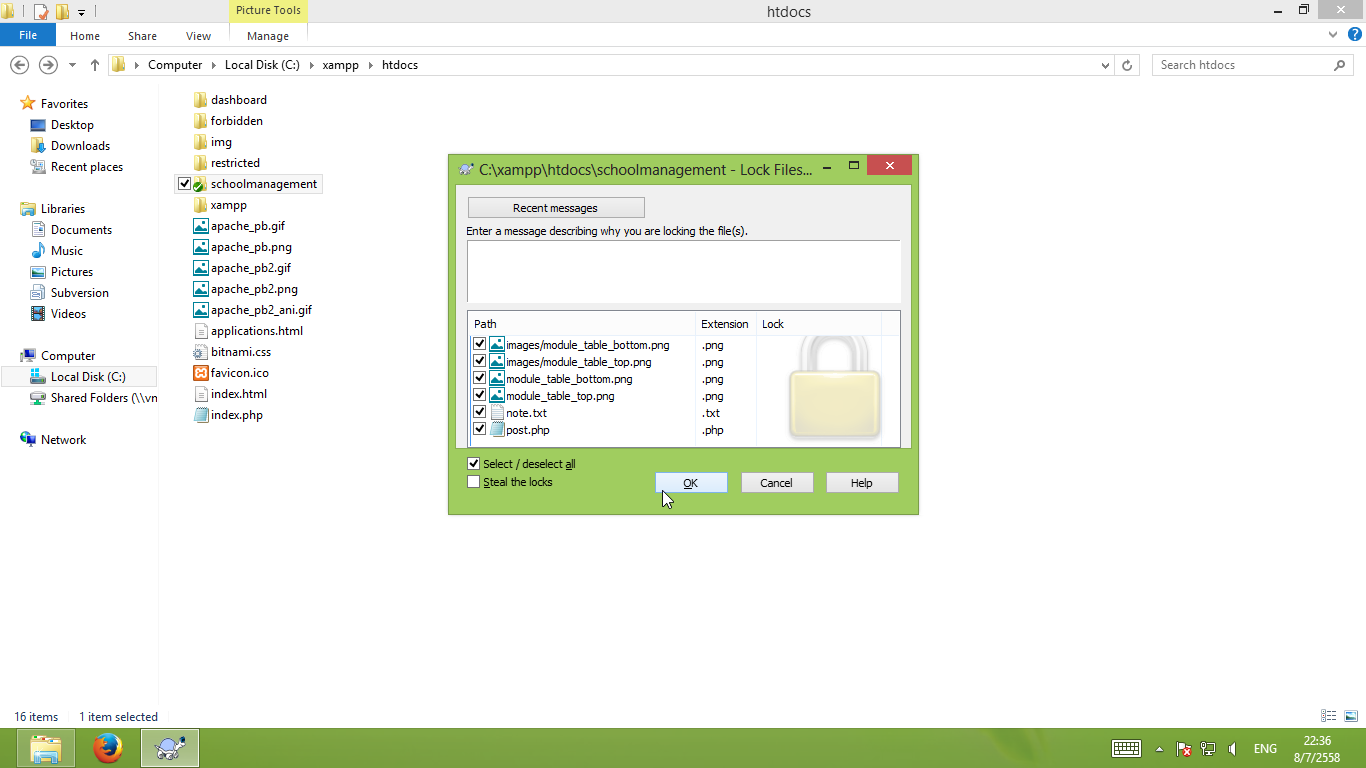 Picture Tools
htdocs
File
Home
Share
View
Manage
Computer
Local Disk (C:)
xampp
htdocs
Search htdocs
Favorites
Desktop
Downloads
Recent places
Libraries
Documents
Music
Pictures
Subversion
Videos
Computer
Local Disk (C:)
Shared Folders (\\vn
Network
dashboard
forbidden
img
restricted
schoolmanagement
xampp
apache_pb.gif
apache_pb.png
apache_pb2.gif
apache_pb2.png
apache_pb2_ani.gif
applications.html
bitnami.css
favicon.ico
index.html
index.php
C:\xampp\htdocs\schoolmanagement - Lock Files...
Recent messages
Enter a message describing why you are locking the file(s).
Path Extension Lock
images/module_table_bottom.png .png
images/module_table_top.png .png
module_table_bottom.png .png
module_table_top.png .png
note.txt .txt
post.php .php
Select / deselect all
Steal the locks
OK
Cancel
Help
16 items
1 item selected
ENG
22:36
8/7/2558